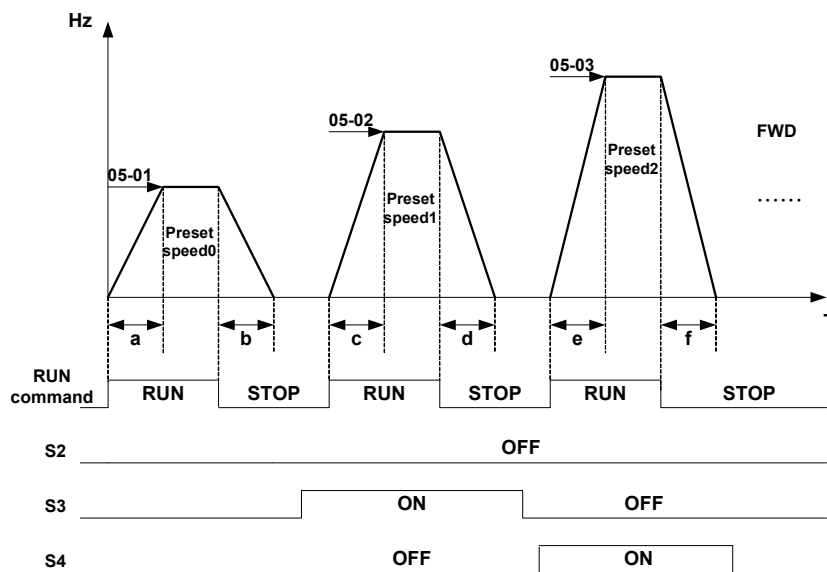 Hz
05-03
05-02
FWD
Preset
speed2
05-01
Preset
speed1
Preset
speed0
......
a b c d e f
RUN
command
RUN STOP RUN STOP RUN STOP
S2 OFF
S3 ON OFF
S4 OFF ON